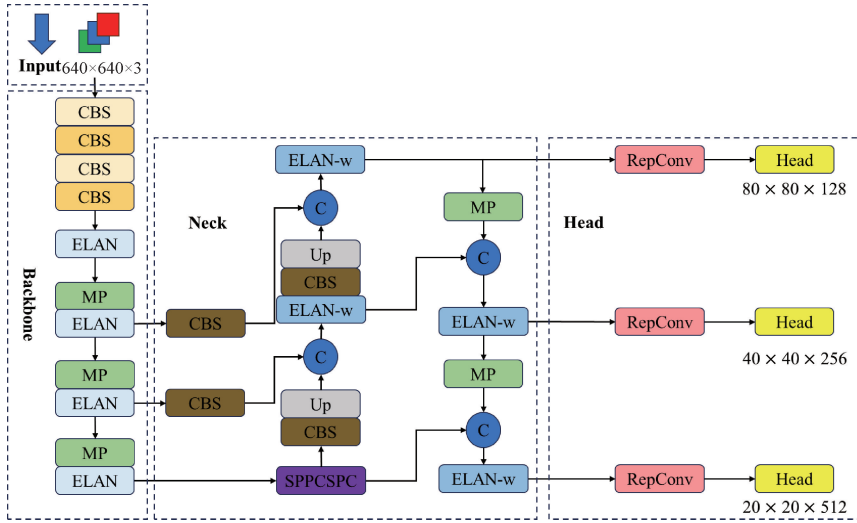 Input
640×640×3
CBS
CBS
CBS
CBS
ELAN
MP
ELAN
MP
ELAN
MP
ELAN
Backbone
Neck
CBS
CBS
ELAN-w
C
Up
CBS
ELAN-w
C
Up
CBS
SPPCSPC
MP
C
ELAN-w
MP
C
ELAN-w
Head
RepConv
Head
80 × 80 × 128
RepConv
Head
40 × 40 × 256
RepConv
Head
20 × 20 × 512